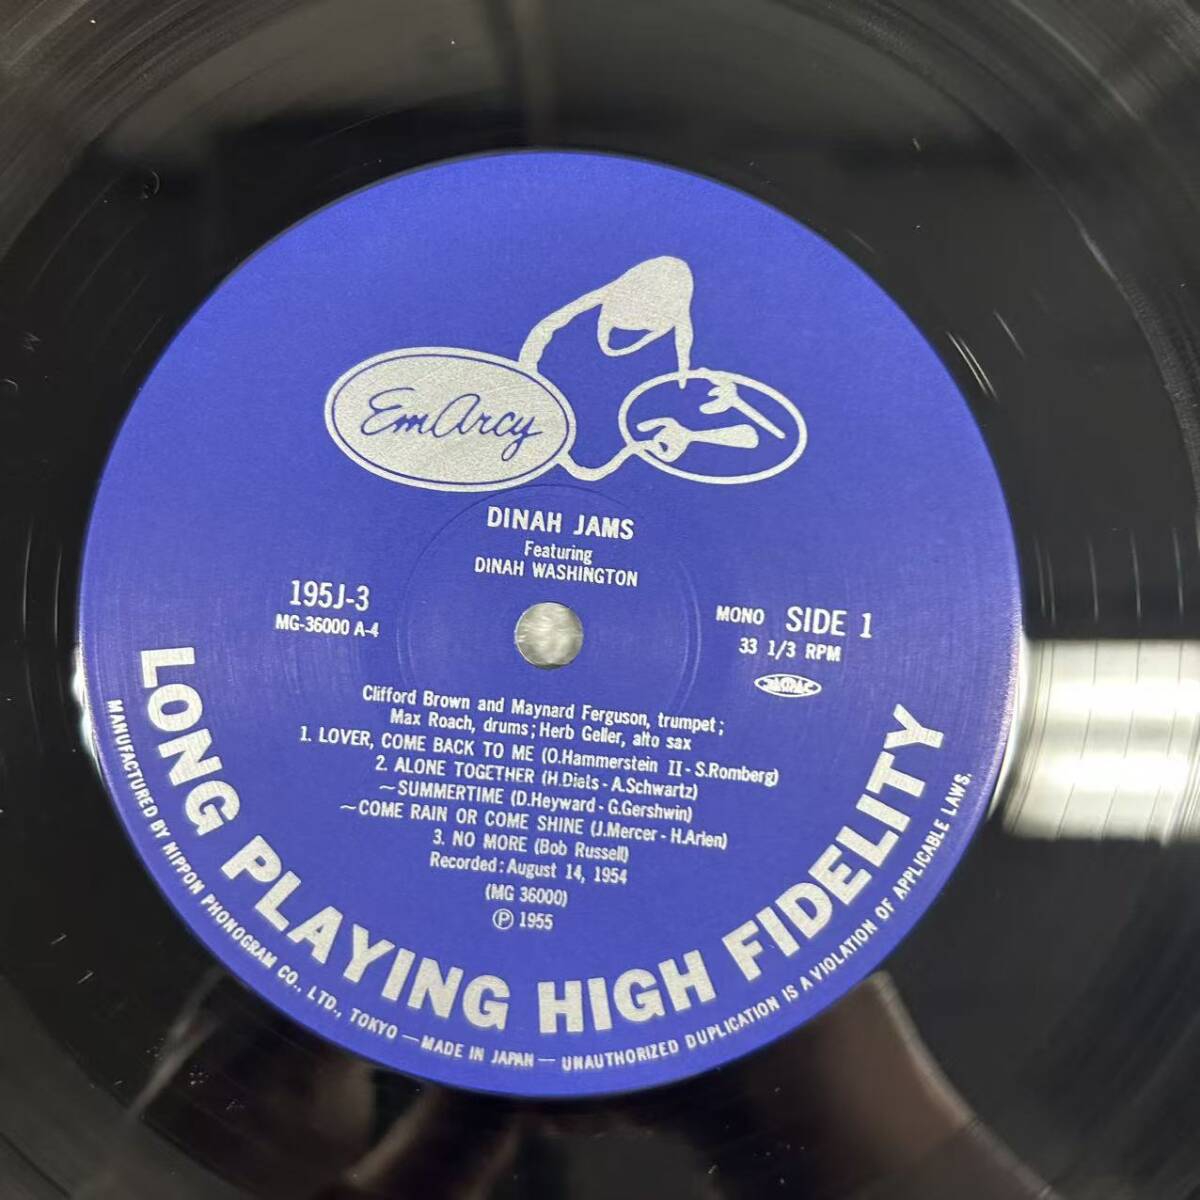 EmArcy
DINAH JAMS
Featuring
DINAH WASHINGTON
195J-3
MG-36000 A-4
MONO SIDE 1
33 1/3 RPM
Clifford Brown and Maynard Ferguson, trumpet;
Max Roach, drums; Herb Geller, alto sax
1. LOVER, COME BACK TO ME (O.Hammerstein II - S.Romberg)
2. ALONE TOGETHER (H.Diets - A.Schwartz)
~SUMMERTIME (D.Heyward - G.Gershwin)
~COME RAIN OR COME SHINE (J.Mercer - H.Arlen)
3. NO MORE (Bob Russell)
Recorded: August 14, 1954
(MG 36000)
Ⓟ 1955
LONG PLAYING HIGH FIDELITY
MANUFACTURED BY NIPPON PHONOGRAM CO., LTD., TOKYO — MADE IN JAPAN — UNAUTHORIZED DUPLICATION IS A VIOLATION OF APPLICABLE LAWS.